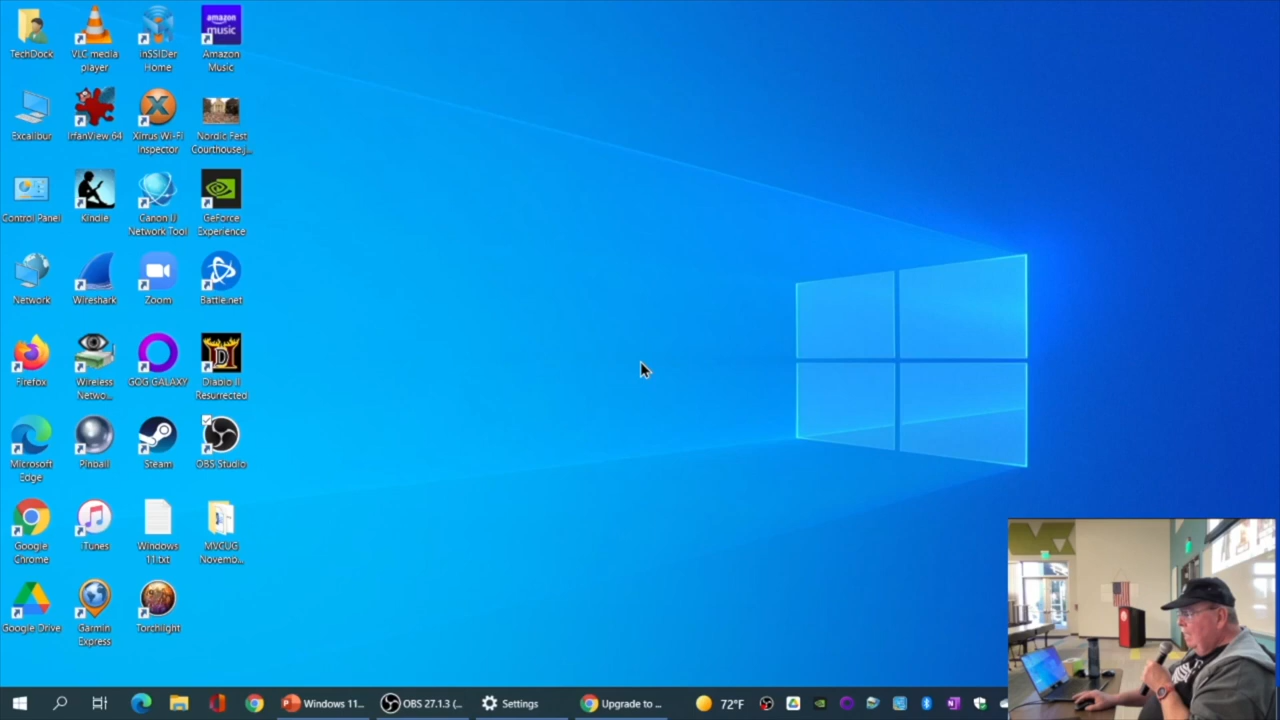 TechDock
VLC media
player
inSSIDer
Home
amazon
music
Amazon
Music
Excalibur
IrfanView 64
Xirrus Wi-Fi
Inspector
Nordic Fest
Courthouse.j...
Control Panel
Kindle
Canon IJ
Network Tool
GeForce
Experience
Network
Wireshark
Zoom
Battle.net
Firefox
Wireless
Netwo...
GOG GALAXY
Diablo II
Resurrected
Microsoft
Edge
Pinball
Steam
OBS Studio
Google
Chrome
iTunes
Windows
11.txt
MVCUG
Novemb...
Google Drive
Garmin
Express
Torchlight
Windows 11...
OBS 27.1.3 (...
Settings
Upgrade to ...
72°F